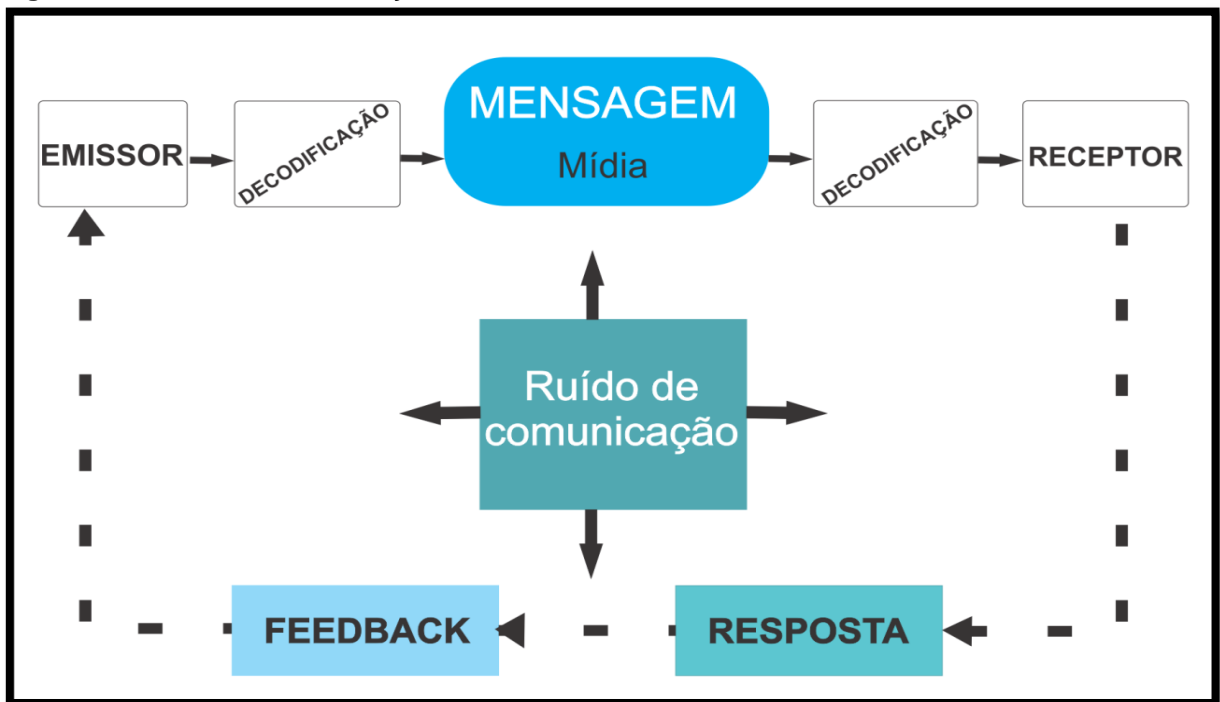 MENSAGEM
Mídia
EMISSOR
DECODIFICAÇÃO
DECODIFICAÇÃO
RECEPTOR
Ruído de
comunicação
FEEDBACK
RESPOSTA